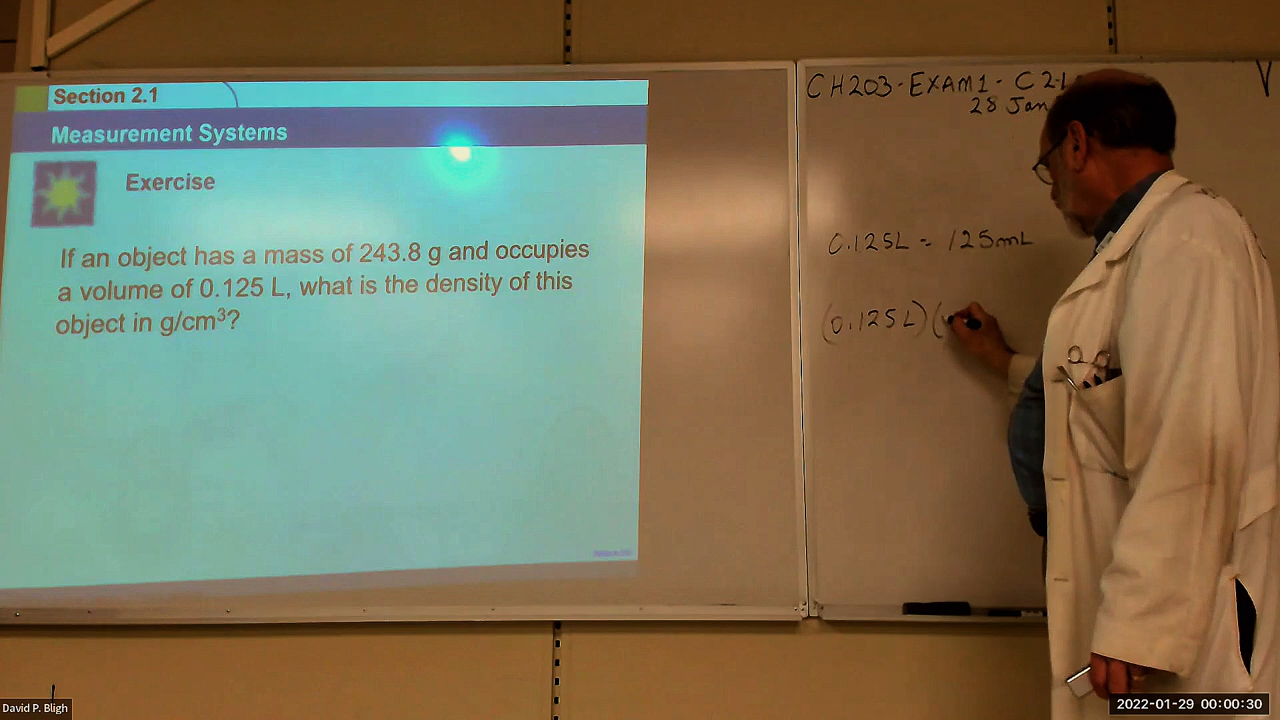 Section 2.1
Measurement Systems
Exercise
If an object has a mass of 243.8 g and occupies
a volume of 0.125 L, what is the density of this
object in g/cm³?
CH203-EXAM1-C2-1
28 Jan
0.125L = 125mL
(0.125L)(
David P. Bligh
2022-01-29 00:00:30